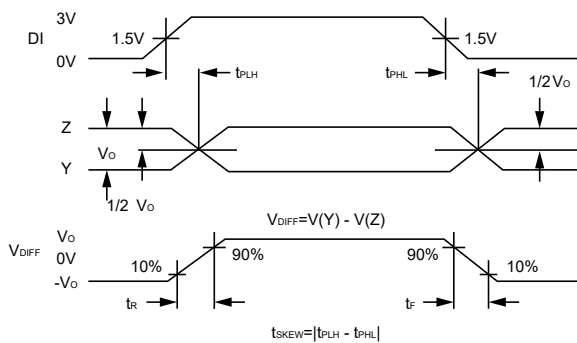 3V
DI
1.5V
1.5V
0V
tPLH
tPHL
1/2 VO
Z
VO
Y
1/2 VO
VDIFF=V(Y) - V(Z)
VO
VDIFF
0V
10%
90%
90%
10%
-VO
tR
tF
tSKEW=|tPLH - tPHL|